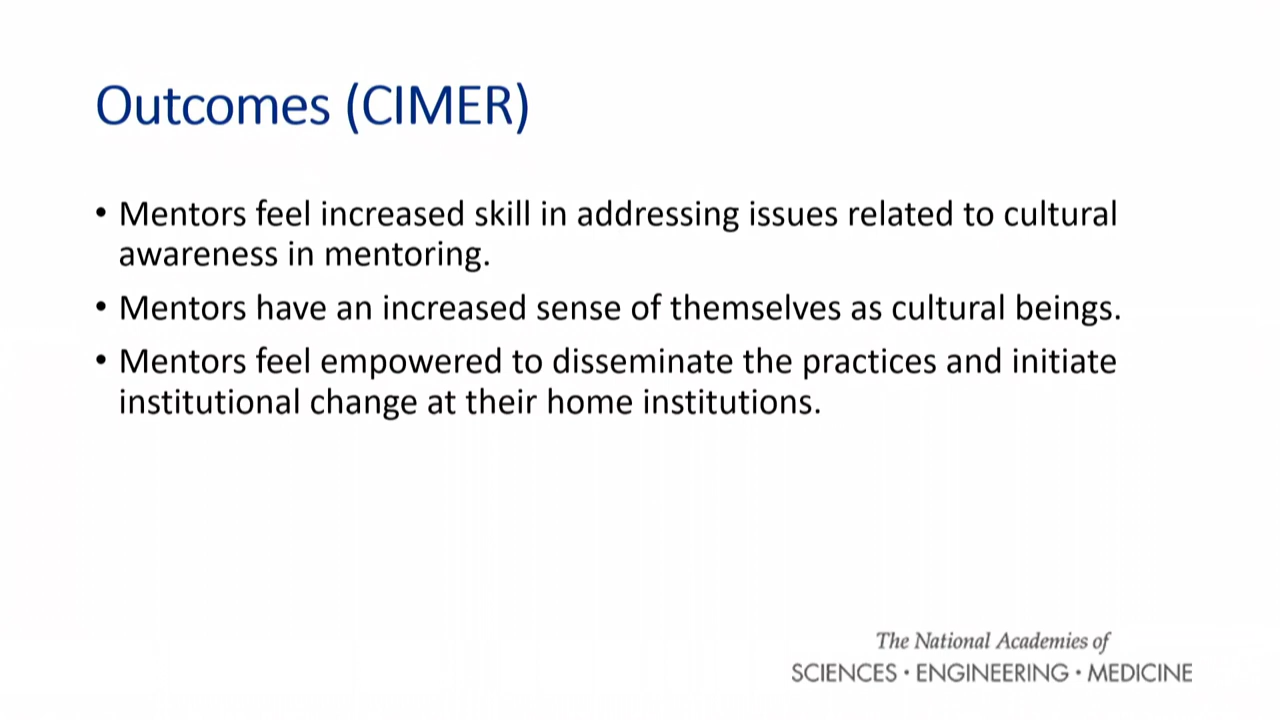 Outcomes (CIMER)
• Mentors feel increased skill in addressing issues related to cultural
awareness in mentoring.
• Mentors have an increased sense of themselves as cultural beings.
• Mentors feel empowered to disseminate the practices and initiate
institutional change at their home institutions.
The National Academies of
SCIENCES · ENGINEERING · MEDICINE